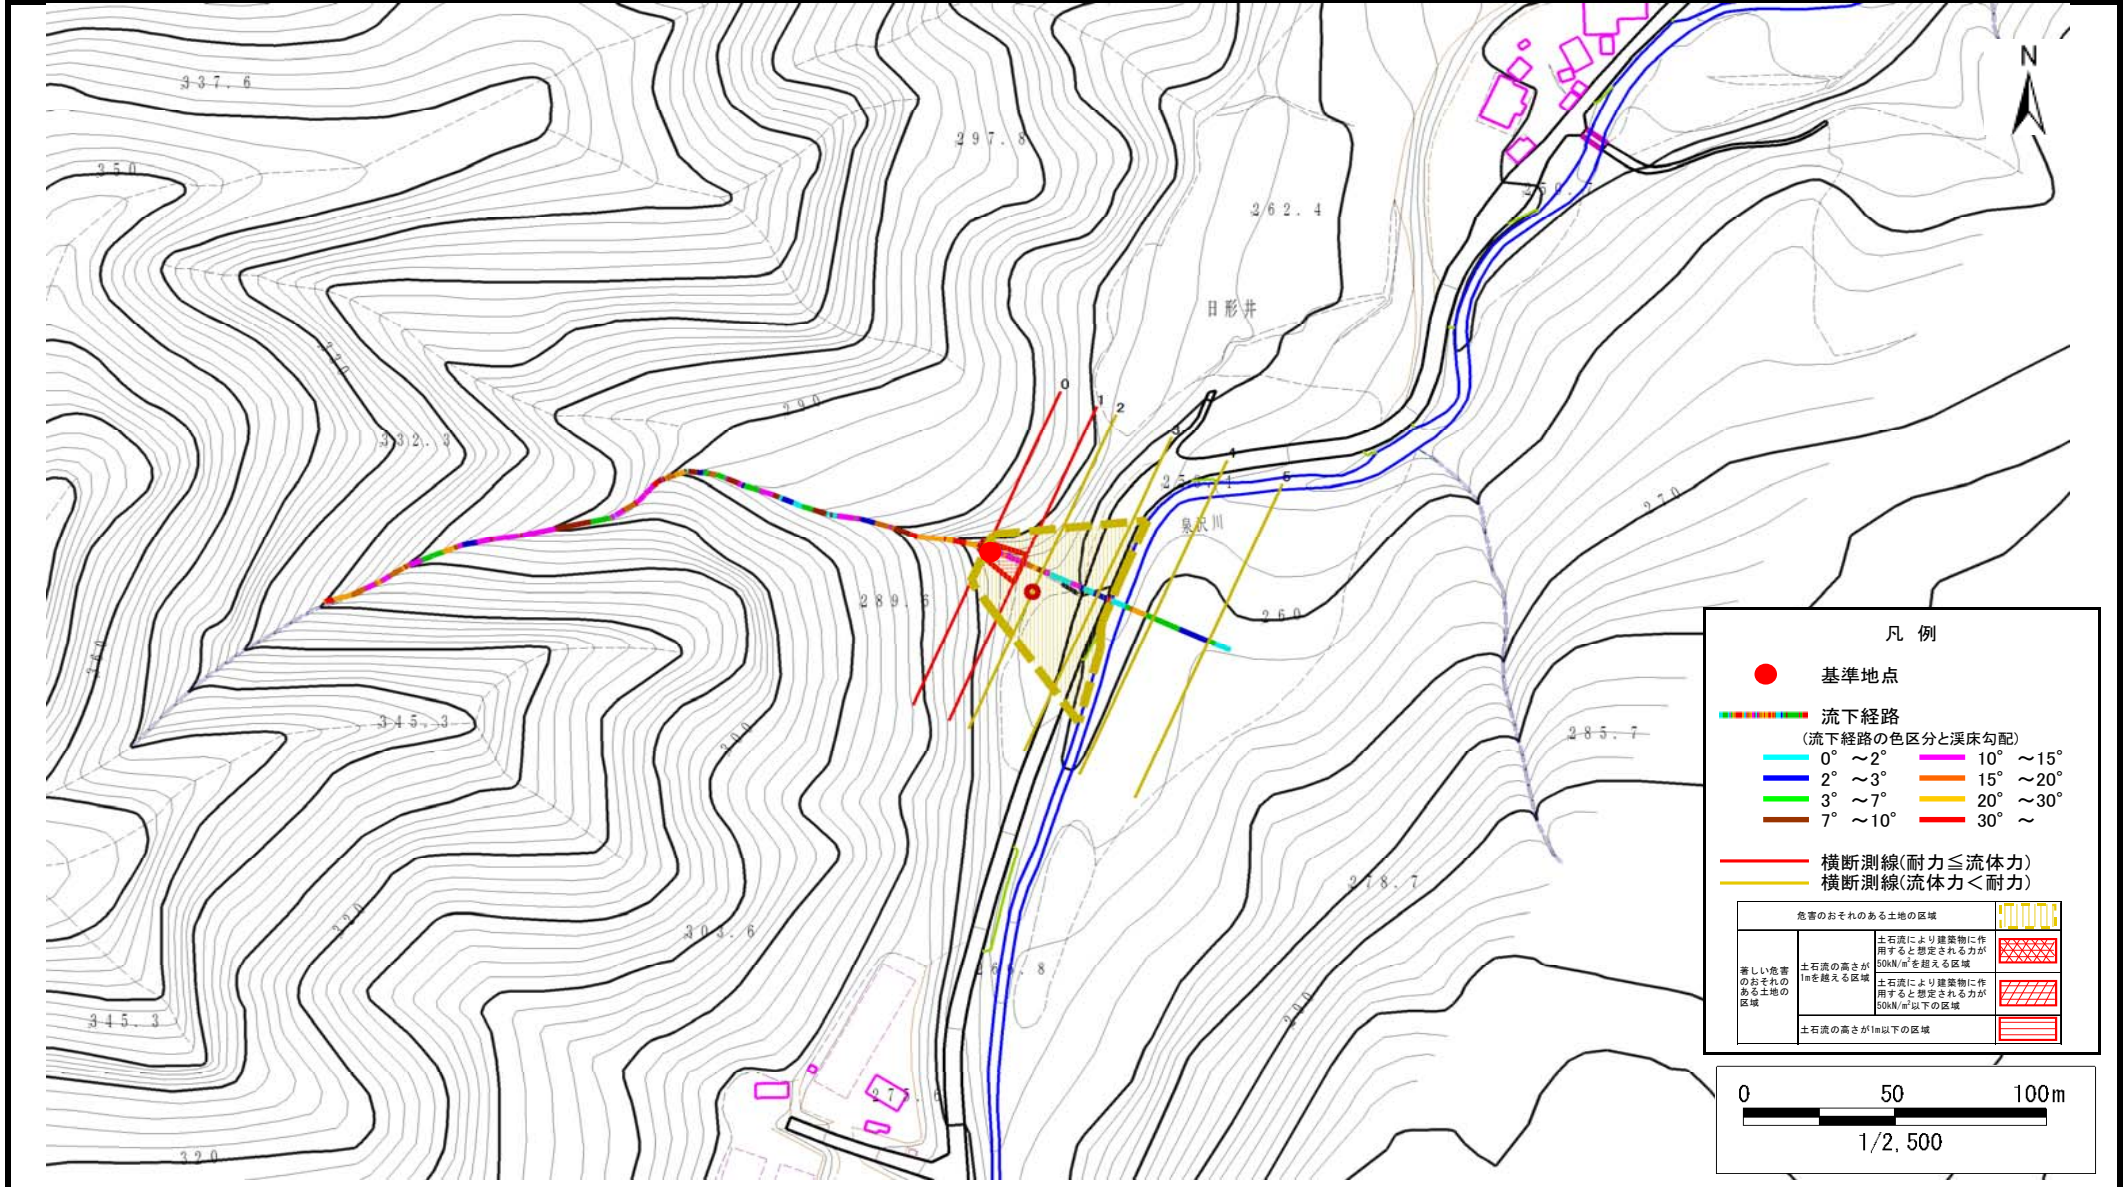 337.6
350
297.8
262.4
N
日形井
332.3
290
0
1
2
3
4
5
270
泉沢川
289.6
260
360
345.3
300
285.7
320
303.6
278.7
345.3
275.6
320
凡 例
基準地点
流下経路
(流下経路の色区分と渓床勾配)
0° ～2° 10° ～15°
2° ～3° 15° ～20°
3° ～7° 20° ～30°
7° ～10° 30° ～
横断測線(耐力≦流体力)
横断測線(流体力＜耐力)
危害のおそれのある土地の区域
著しい危害
のおそれの
ある土地の
区域
土石流の高さが
1mを越える区域
土石流により建築物に作
用すると想定される力が
50kN/m²を超える区域
土石流により建築物に作
用すると想定される力が
50kN/m²以下の区域
土石流の高さが1m以下の区域
0 50 100m
1/2,500